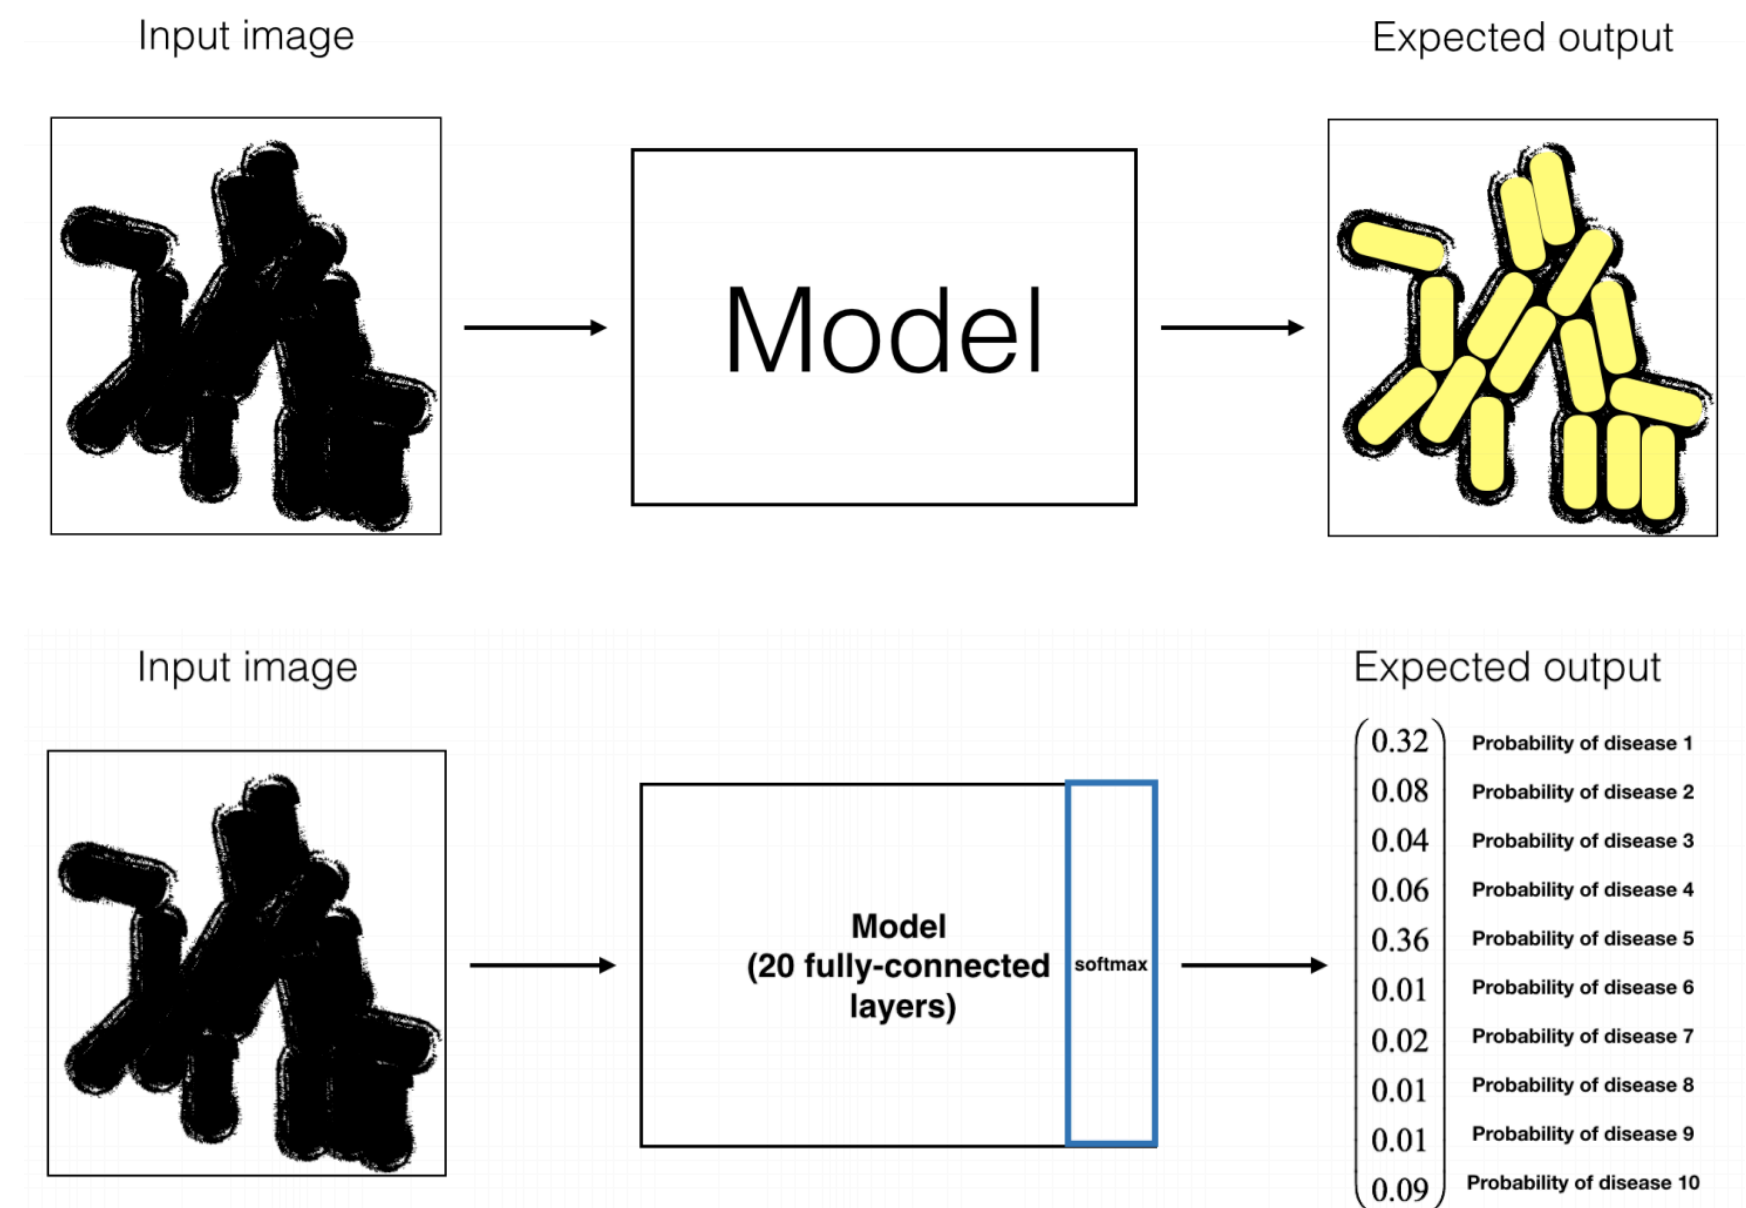 Input image
Expected output
Model
Input image
Expected output
Model
(20 fully-connected
layers)
softmax
0.32 Probability of disease 1
0.08 Probability of disease 2
0.04 Probability of disease 3
0.06 Probability of disease 4
0.36 Probability of disease 5
0.01 Probability of disease 6
0.02 Probability of disease 7
0.01 Probability of disease 8
0.01 Probability of disease 9
0.09 Probability of disease 10